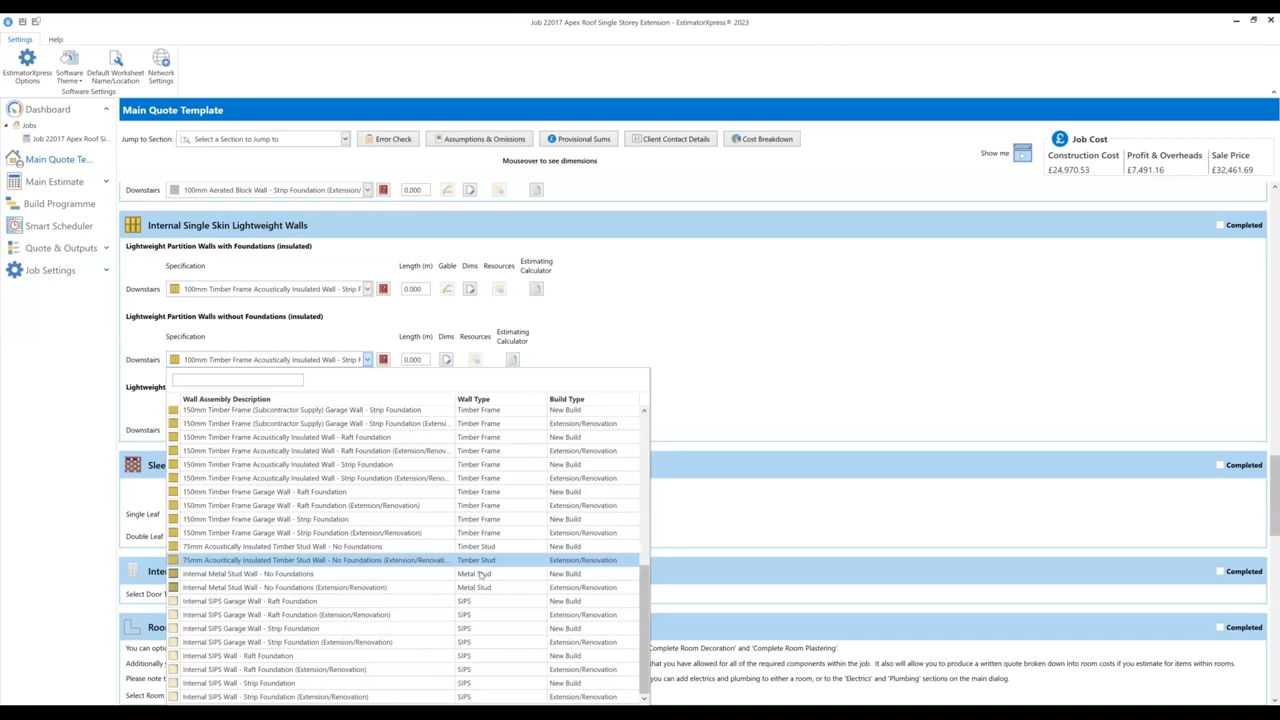 Job 22017 Apex Roof Single Storey Extension - EstimatorXpress® 2023
Settings Help
EstimatorXpress Options
Software Theme
Default Worksheet Name/Location
Network Settings
Software Settings
Dashboard
Jobs
Job 22017 Apex Roof Si...
Main Quote Te...
Main Estimate
Build Programme
Smart Scheduler
Quote & Outputs
Job Settings
Main Quote Template
Jump to Section: Select a Section to Jump to Error Check Assumptions & Omissions Provisional Sums Client Contact Details Cost Breakdown
Mouseover to see dimensions
Show me
Job Cost
Construction Cost Profit & Overheads Sale Price
£24,970.53 £7,491.16 £32,461.69
Downstairs 100mm Aerated Block Wall - Strip Foundation (Extension/ 0.000
Internal Single Skin Lightweight Walls Completed
Lightweight Partition Walls with Foundations (insulated)
Specification Length (m) Gable Dims Resources Estimating Calculator
Downstairs 100mm Timber Frame Acoustically Insulated Wall - Strip F 0.000
Lightweight Partition Walls without Foundations (insulated)
Specification Length (m) Dims Resources Estimating Calculator
Downstairs 100mm Timber Frame Acoustically Insulated Wall - Strip F 0.000
Lightweight
Downstairs
Wall Assembly Description Wall Type Build Type
150mm Timber Frame (Subcontractor Supply) Garage Wall - Strip Foundation Timber Frame New Build
150mm Timber Frame (Subcontractor Supply) Garage Wall - Strip Foundation (Extensi... Timber Frame Extension/Renovation
150mm Timber Frame Acoustically Insulated Wall - Raft Foundation Timber Frame New Build
150mm Timber Frame Acoustically Insulated Wall - Raft Foundation (Extension/Renov... Timber Frame Extension/Renovation
150mm Timber Frame Acoustically Insulated Wall - Strip Foundation Timber Frame New Build
150mm Timber Frame Acoustically Insulated Wall - Strip Foundation (Extension/Reno... Timber Frame Extension/Renovation
150mm Timber Frame Garage Wall - Raft Foundation Timber Frame New Build
150mm Timber Frame Garage Wall - Raft Foundation (Extension/Renovation) Timber Frame Extension/Renovation
150mm Timber Frame Garage Wall - Strip Foundation Timber Frame New Build
150mm Timber Frame Garage Wall - Strip Foundation (Extension/Renovation) Timber Frame Extension/Renovation
75mm Acoustically Insulated Timber Stud Wall - No Foundations Timber Stud New Build
75mm Acoustically Insulated Timber Stud Wall - No Foundations (Extension/Renovati... Timber Stud Extension/Renovation
Internal Metal Stud Wall - No Foundations Metal Stud New Build
Internal Metal Stud Wall - No Foundations (Extension/Renovation) Metal Stud Extension/Renovation
Internal SIPS Garage Wall - Raft Foundation SIPS New Build
Internal SIPS Garage Wall - Raft Foundation (Extension/Renovation) SIPS Extension/Renovation
Internal SIPS Garage Wall - Strip Foundation SIPS New Build
Internal SIPS Garage Wall - Strip Foundation (Extension/Renovation) SIPS Extension/Renovation
Internal SIPS Wall - Raft Foundation SIPS New Build
Internal SIPS Wall - Raft Foundation (Extension/Renovation) SIPS Extension/Renovation
Internal SIPS Wall - Strip Foundation SIPS New Build
Internal SIPS Wall - Strip Foundation (Extension/Renovation) SIPS Extension/Renovation
Slee Completed
Single Leaf
Double Leaf
Inte Completed
Select Door T
Roo Completed
You can opti Complete Room Decoration' and 'Complete Room Plastering'.
Additionally y that you have allowed for all of the required components within the job. It also will allow you to produce a written quote broken down into room costs if you estimate for items within rooms.
Please note t you can add electrics and plumbing to either a room, or to the 'Electrics' and 'Plumbing' sections on the main dialog.
Select Room